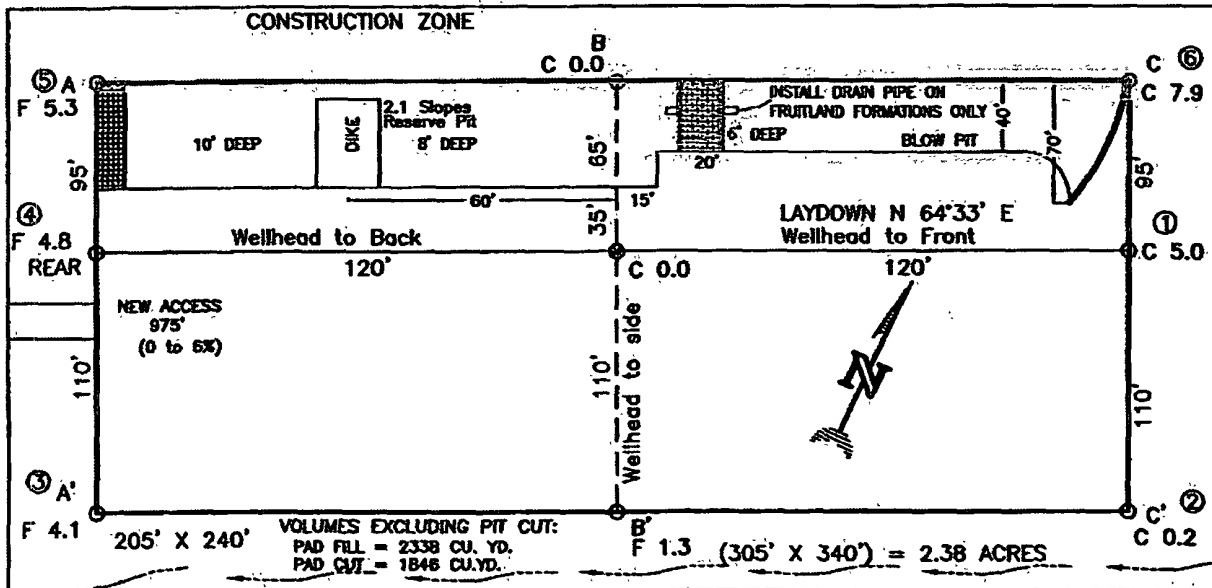 CONSTRUCTION ZONE
B
C 0.0
⑤ A
F 5.3
C ⑥
C 7.9
10' DEEP
DIKE
2.1 Slopes
Reserve Pit
8' DEEP
65'
INSTALL DRAIN PIPE ON
FRUITLAND FORMATIONS ONLY
6' DEEP
BLOW PIT
40'
70'
95'
95'
20'
60'
15'
35'
④
F 4.8
REAR
Wellhead to Back
120'
C 0.0
LAYDOWN N 64°33' E
Wellhead to Front
120'
①
C 5.0
NEW ACCESS
975'
(0 to 6%)
110'
110'
Wellhead to side
N
110'
③ A'
F 4.1
205' X 240'
VOLUMES EXCLUDING PIT CUT:
PAD FILL = 2338 CU. YD.
PAD CUT = 1846 CU.YD.
B'
F 1.3
(305' X 340') = 2.38 ACRES
C' ②
C 0.2